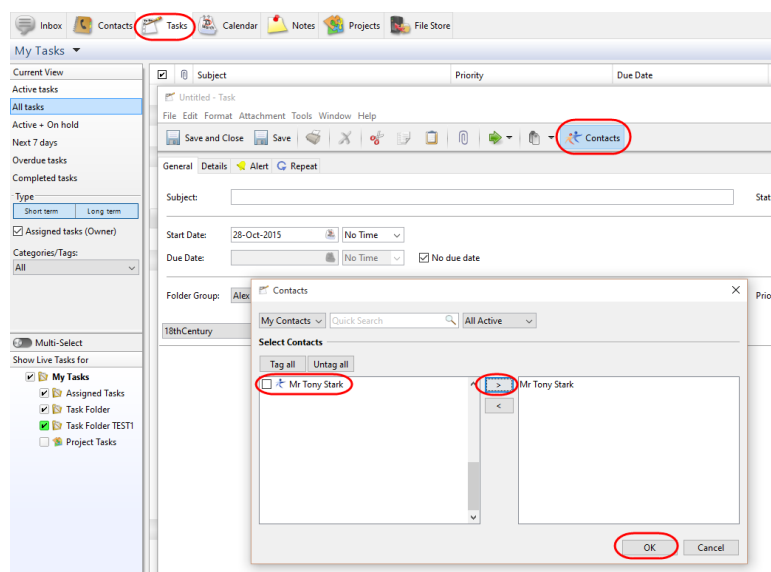 Inbox Contacts Tasks Calendar Notes Projects File Store
My Tasks
Current View
Subject Priority Due Date
Active tasks
All tasks
Active + On hold
Next 7 days
Overdue tasks
Completed tasks
Type
Short term Long term
Assigned tasks (Owner)
Categories/Tags:
All
Multi-Select
Show Live Tasks for
My Tasks
Assigned Tasks
Task Folder
Task Folder TEST1
Project Tasks
Untitled - Task
File Edit Format Attachment Tools Window Help
Save and Close Save Contacts
General Details Alert Repeat
Subject: Stat
Start Date: 28-Oct-2015 No Time
Due Date: No Time No due date
Folder Group: Alex Prio
18thCentury
Contacts
My Contacts Quick Search All Active
Select Contacts
Tag all Untag all
Mr Tony Stark > Mr Tony Stark
<
OK Cancel